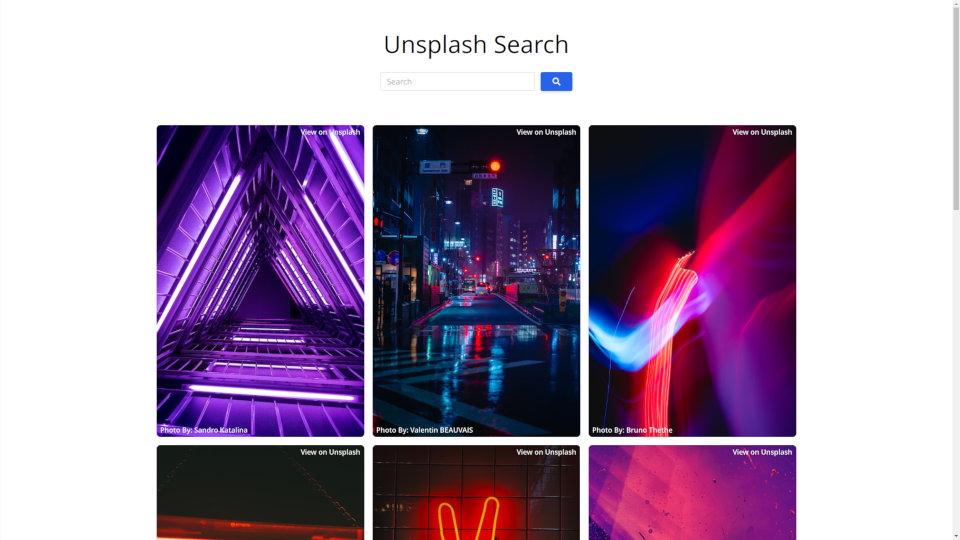 Unsplash Search
Search
View on Unsplash
View on Unsplash
View on Unsplash
Photo By: Sandro Katalina
Photo By: Valentin BEAUVAIS
Photo By: Bruno Thethe
View on Unsplash
View on Unsplash
View on Unsplash